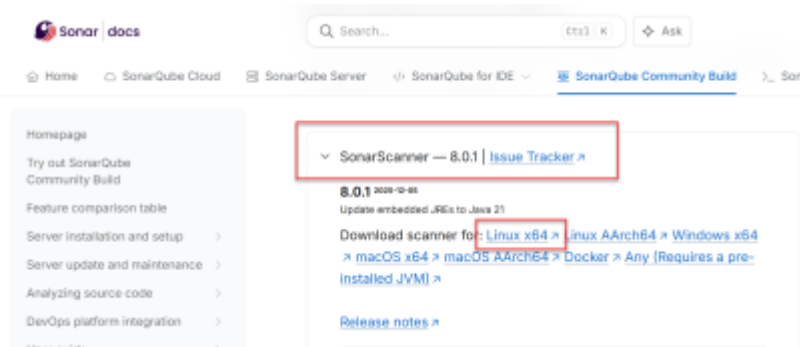 Sonar docs
Search...
Ctrl K
Ask
Home
SonarQube Cloud
SonarQube Server
SonarQube for IDE
SonarQube Community Build
Homepage
Try out SonarQube
Community Build
Feature comparison table
Server installation and setup
Server update and maintenance
Analyzing source code
DevOps platform integration
SonarScanner — 8.0.1 | Issue Tracker ↗
8.0.1
Update embedded JREs to Java 21
Download scanner for: Linux x64 ↗ Linux AArch64 ↗ Windows x64
↗ macOS x64 ↗ macOS AArch64 ↗ Docker ↗ Any (Requires a pre-
installed JVM) ↗
Release notes ↗